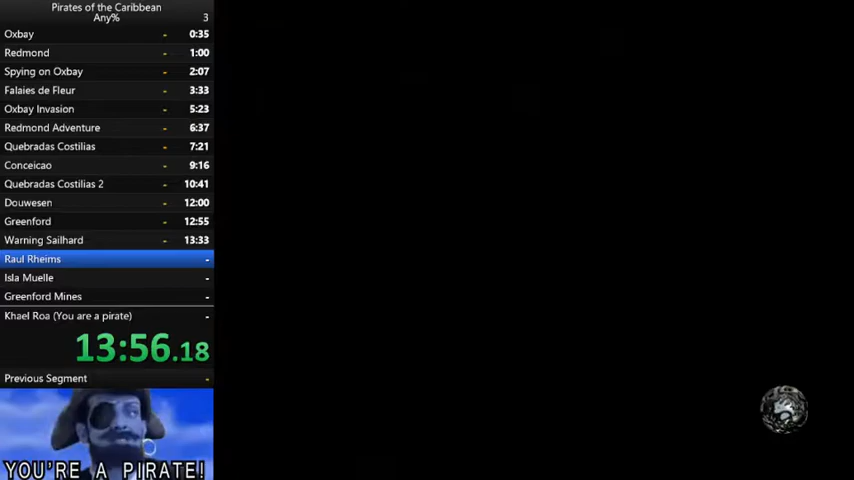 Pirates of the Caribbean
Any% 3
Oxbay - 0:35
Redmond - 1:00
Spying on Oxbay - 2:07
Falaies de Fleur - 3:33
Oxbay Invasion - 5:23
Redmond Adventure - 6:37
Quebradas Costilias - 7:21
Conceicao - 9:16
Quebradas Costilias 2 - 10:41
Douwesen - 12:00
Greenford - 12:55
Warning Sailhard - 13:33
Raul Rheims -
Isla Muelle -
Greenford Mines -
Khael Roa (You are a pirate) -
13:56.18
Previous Segment -
YOU'RE A PIRATE!